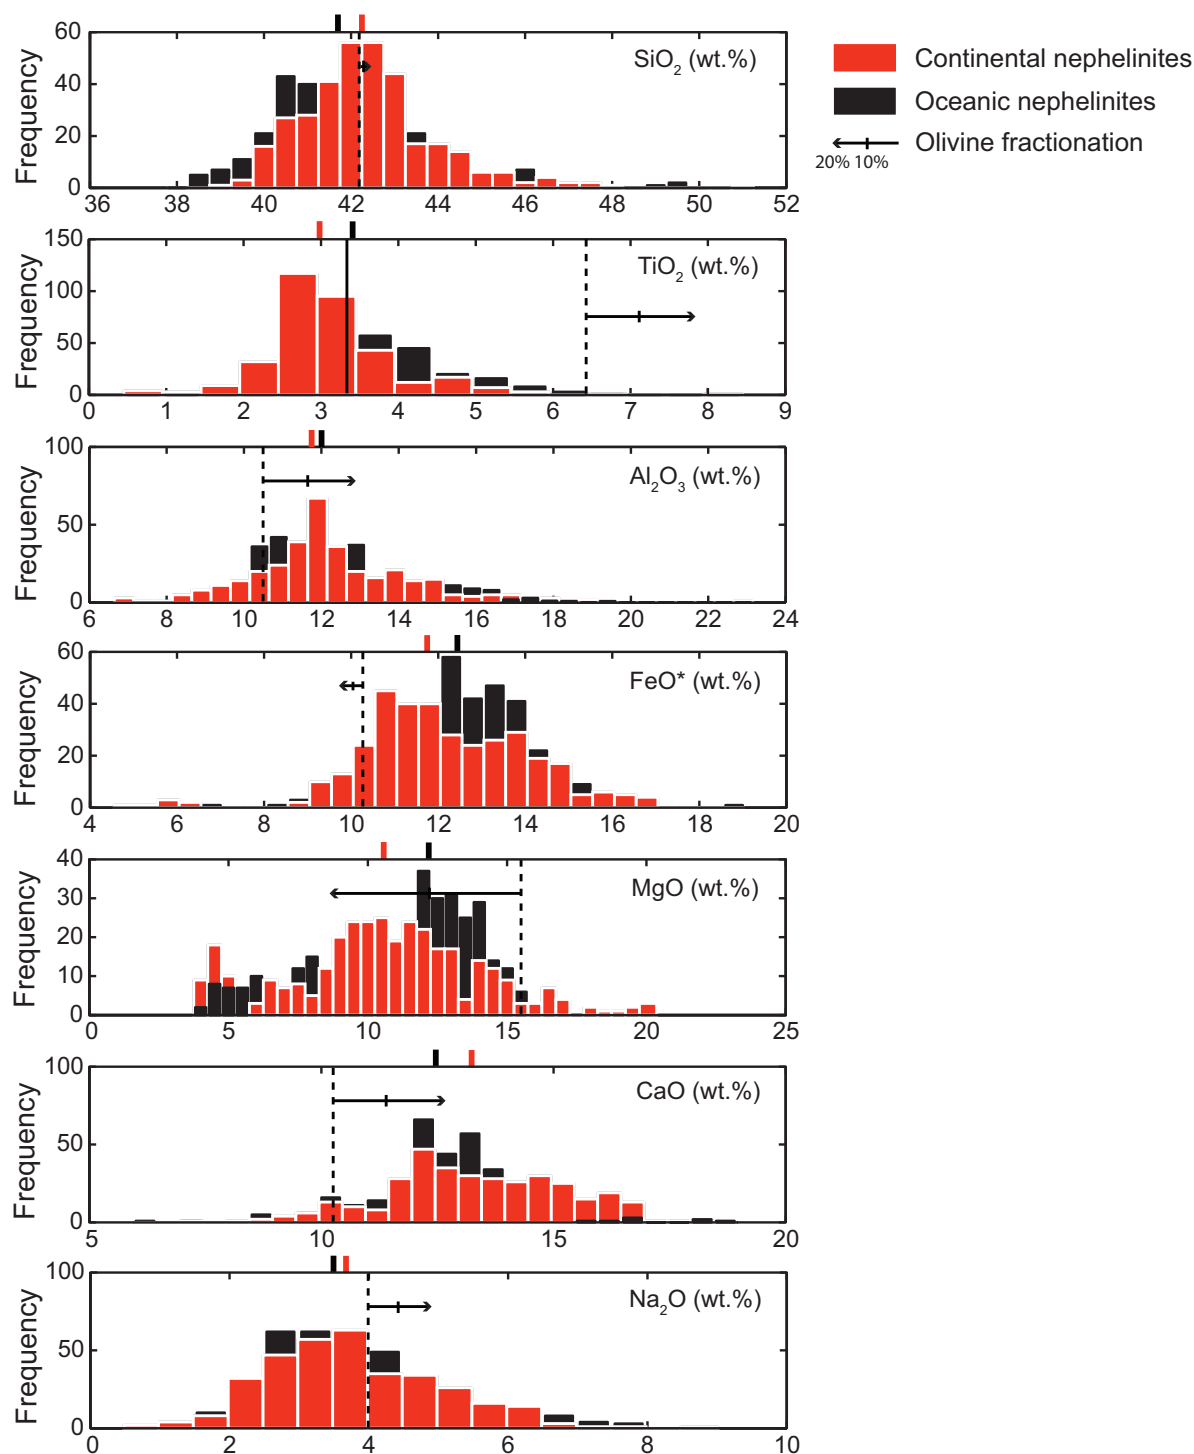 Continental nephelinites
Oceanic nephelinites
Olivine fractionation
20% 10%
Frequency
60
40
20
0
SiO₂ (wt.%)
36 38 40 42 44 46 48 50 52
Frequency
150
100
50
0
TiO₂ (wt.%)
0 1 2 3 4 5 6 7 8 9
Frequency
100
50
0
Al₂O₃ (wt.%)
6 8 10 12 14 16 18 20 22 24
Frequency
60
40
20
0
FeO* (wt.%)
4 6 8 10 12 14 16 18 20
Frequency
40
30
20
10
0
MgO (wt.%)
0 5 10 15 20 25
Frequency
100
50
0
CaO (wt.%)
5 10 15 20
Frequency
100
50
0
Na₂O (wt.%)
0 2 4 6 8 10